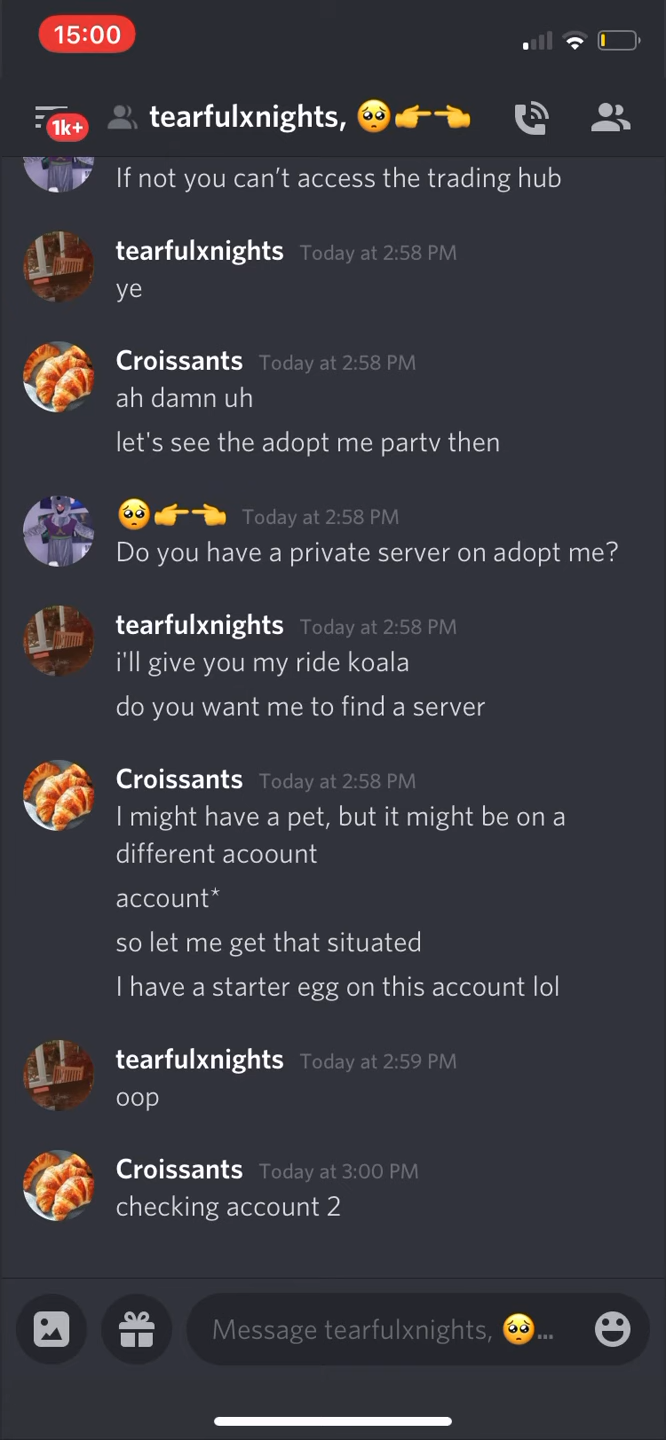 15:00
1k+
tearfulxnights, 🥺👉👈
If not you can’t access the trading hub
tearfulxnights Today at 2:58 PM
ye
Croissants Today at 2:58 PM
ah damn uh
let's see the adopt me partv then
🥺👉👈 Today at 2:58 PM
Do you have a private server on adopt me?
tearfulxnights Today at 2:58 PM
i'll give you my ride koala
do you want me to find a server
Croissants Today at 2:58 PM
I might have a pet, but it might be on a
different acoount
account*
so let me get that situated
I have a starter egg on this account lol
tearfulxnights Today at 2:59 PM
oop
Croissants Today at 3:00 PM
checking account 2
Message tearfulxnights, 🥺...